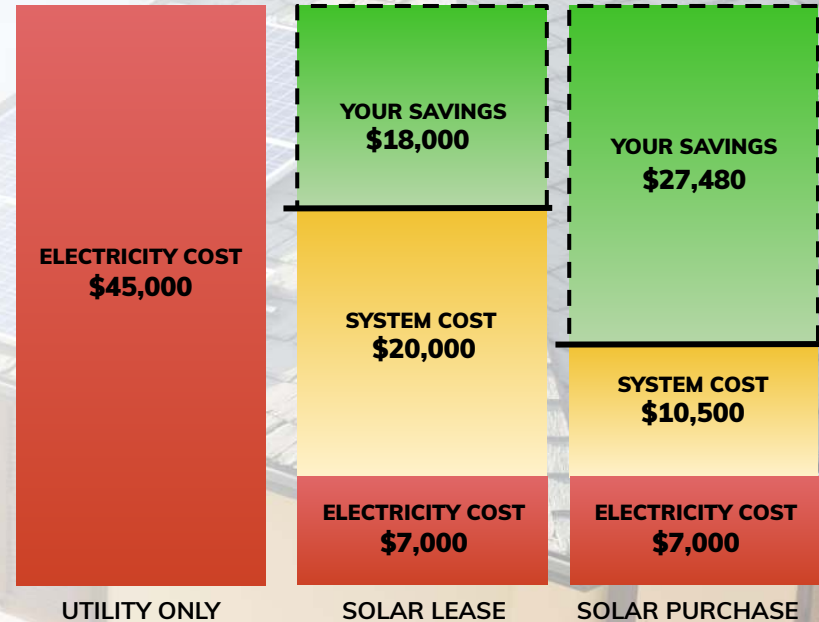 ELECTRICITY COST
$45,000
UTILITY ONLY
YOUR SAVINGS
$18,000
SYSTEM COST
$20,000
ELECTRICITY COST
$7,000
SOLAR LEASE
YOUR SAVINGS
$27,480
SYSTEM COST
$10,500
ELECTRICITY COST
$7,000
SOLAR PURCHASE